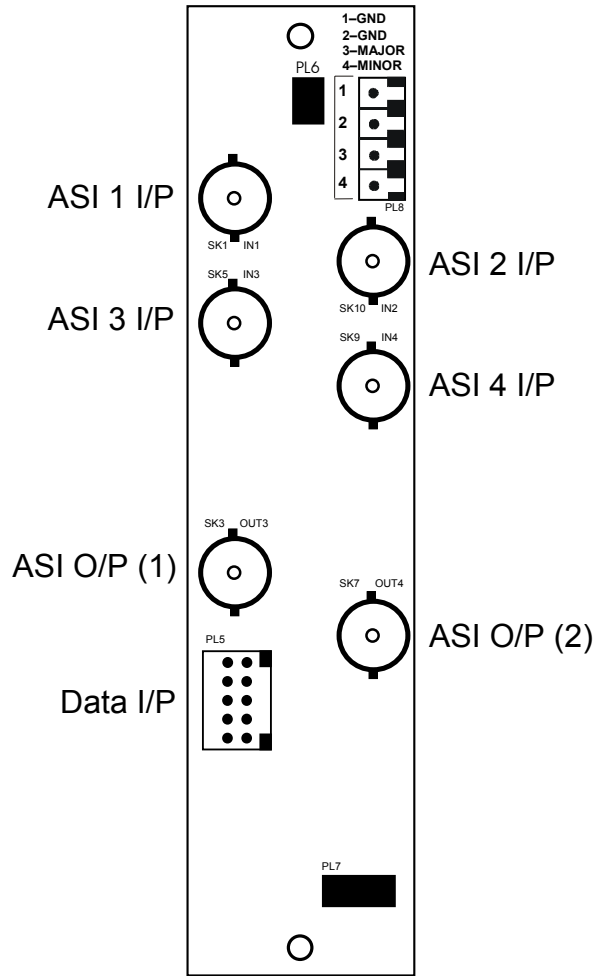 1–GND
2–GND
3–MAJOR
4–MINOR
PL6
1
2
3
4
PL8
ASI 1 I/P
SK1 IN1
ASI 2 I/P
SK10 IN2
SK5 IN3
ASI 3 I/P
SK9 IN4
ASI 4 I/P
SK3 OUT3
ASI O/P (1)
SK7 OUT4
ASI O/P (2)
PL5
Data I/P
PL7